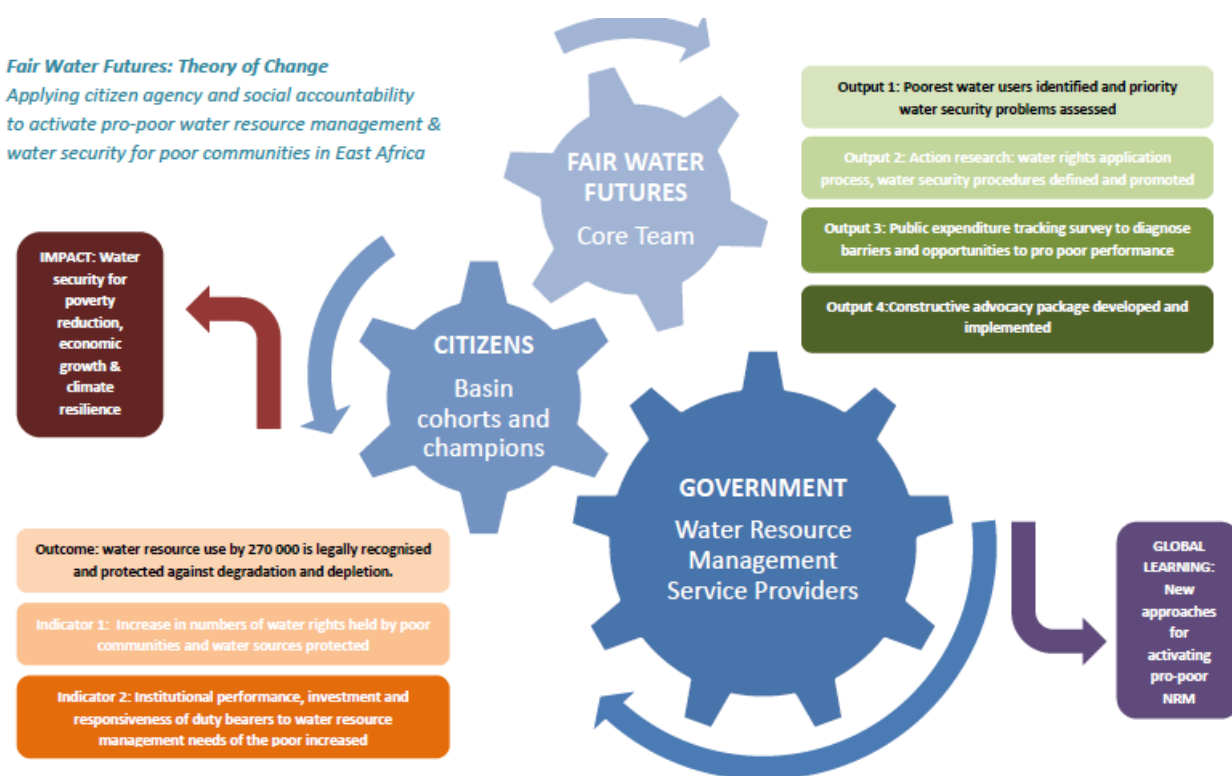 Fair Water Futures: Theory of Change
Applying citizen agency and social accountability
to activate pro-poor water resource management &
water security for poor communities in East Africa
FAIR WATER
FUTURES
Core Team
Output 1: Poorest water users identified and priority
water security problems assessed
Output 2: Action research: water rights application
process, water security procedures defined and promoted
Output 3: Public expenditure tracking survey to diagnose
barriers and opportunities to pro poor performance
Output 4:Constructive advocacy package developed and
implemented
IMPACT: Water
security for
poverty
reduction,
economic
growth &
climate
resilience
CITIZENS
Basin
cohorts and
champions
GOVERNMENT
Water Resource
Management
Service Providers
Outcome: water resource use by 270 000 is legally recognised
and protected against degradation and depletion.
Indicator 1:  Increase in numbers of water rights held by poor
communities and water sources protected
Indicator 2: Institutional performance, investment and
responsiveness of duty bearers to water resource
management needs of the poor increased
GLOBAL
LEARNING:
New
approaches
for
activating
pro-poor
NRM